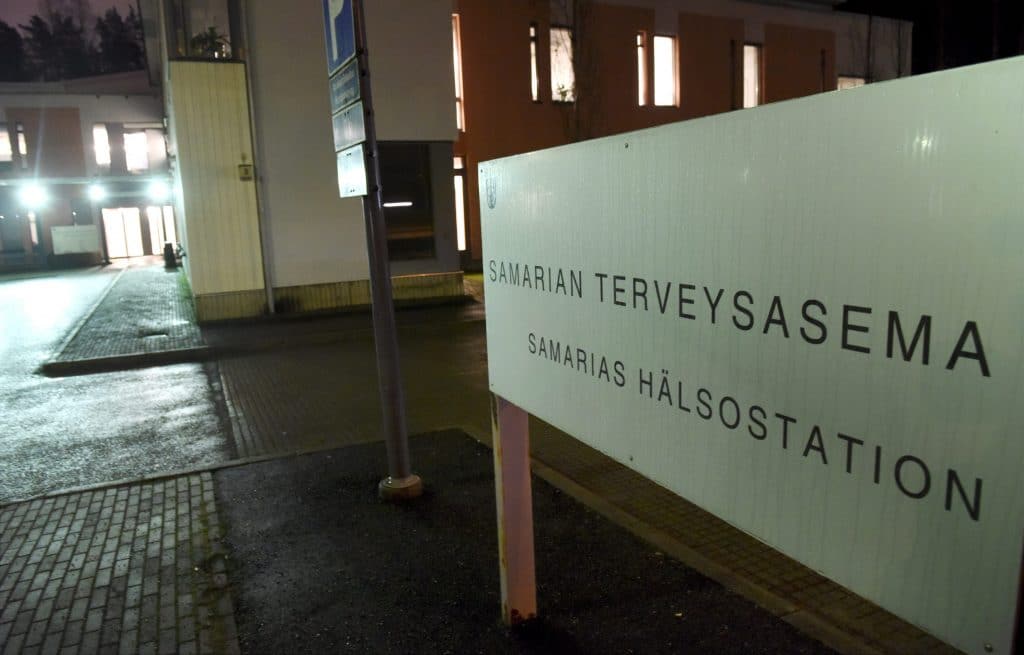 P
SAMARIAN TERVEYSASEMA
SAMARIAS HÄLSOSTATION